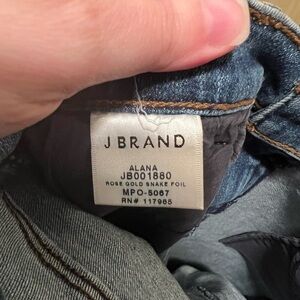 J BRAND
ALANA
JB001880
ROSE GOLD SNAKE FOIL
MPO-5067
RN# 117965